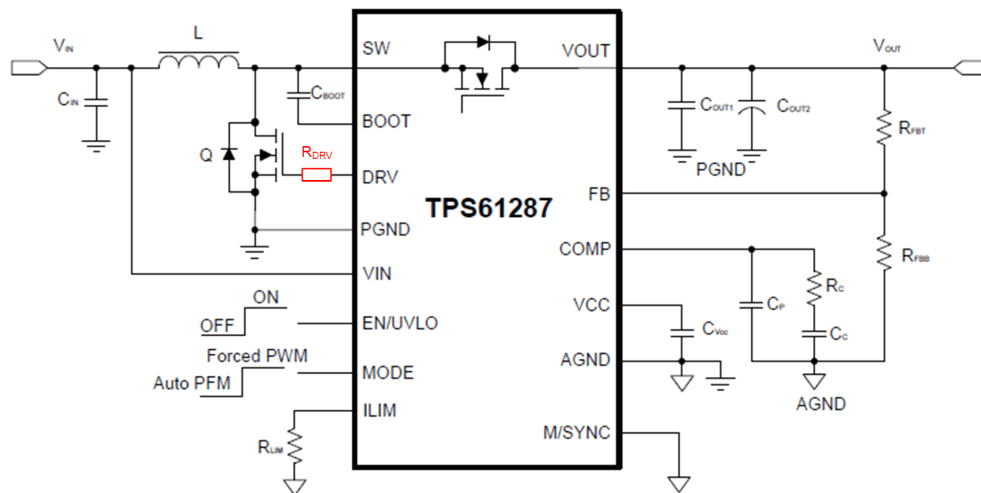 L
VIN
SW
VOUT
VOUT
CIN
CBOOT
COUT1
COUT2
RFBT
BOOT
Q
RDRV
DRV
PGND
TPS61287
FB
PGND
COMP
RFBB
VIN
RC
ON
VCC
CP
OFF
EN/UVLO
CVcc
CC
Forced PWM
MODE
AGND
Auto PFM
AGND
ILIM
M/SYNC
RLIM